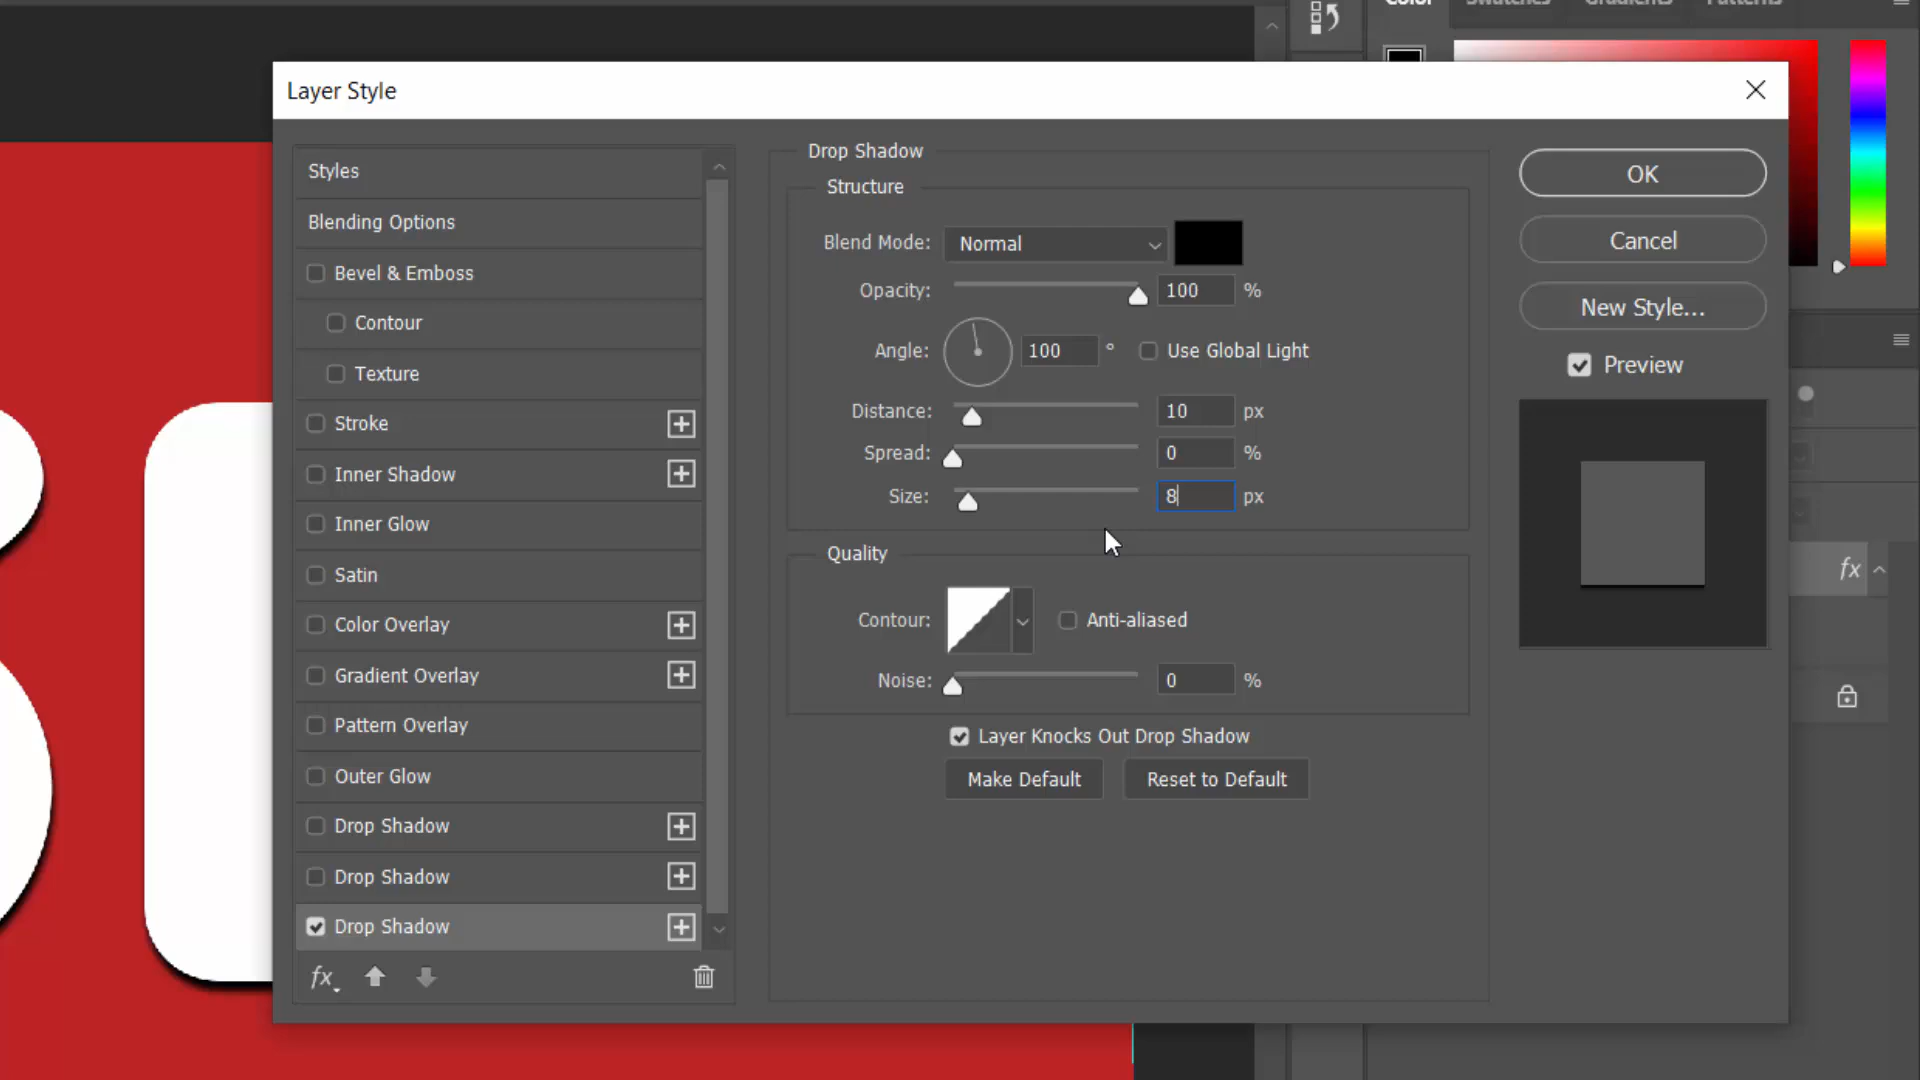 Color Swatches Gradients Patterns
Layer Style
Styles
Blending Options
Bevel & Emboss
Contour
Texture
Stroke
Inner Shadow
Inner Glow
Satin
Color Overlay
Gradient Overlay
Pattern Overlay
Outer Glow
Drop Shadow
Drop Shadow
Drop Shadow
fx
Drop Shadow
Structure
Blend Mode: Normal
Opacity: 100 %
Angle: 100 ° Use Global Light
Distance: 10 px
Spread: 0 %
Size: 8 px
Quality
Contour: Anti-aliased
Noise: 0 %
Layer Knocks Out Drop Shadow
Make Default Reset to Default
OK
Cancel
New Style...
Preview
fx